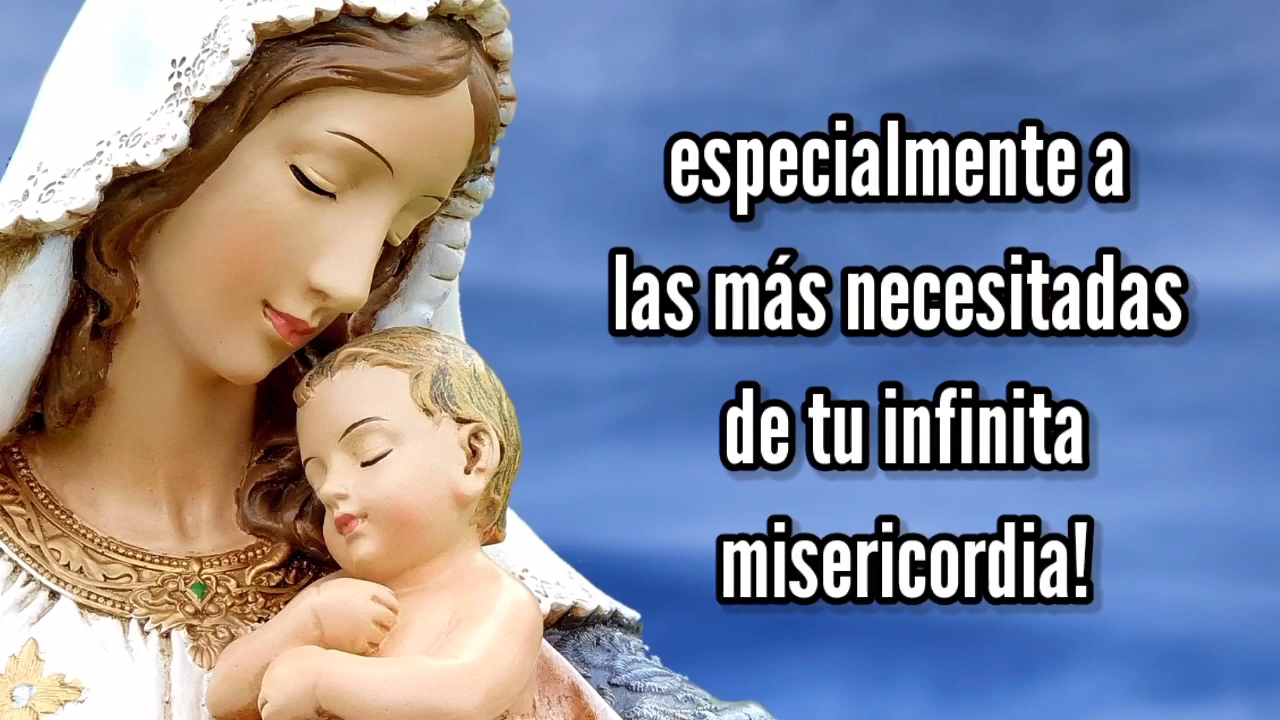 especialmente a
las más necesitadas
de tu infinita
misericordia!